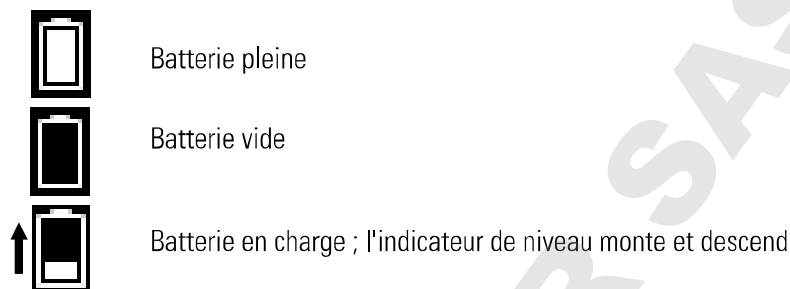 Batterie pleine
Batterie vide
Batterie en charge ; l'indicateur de niveau monte et descend